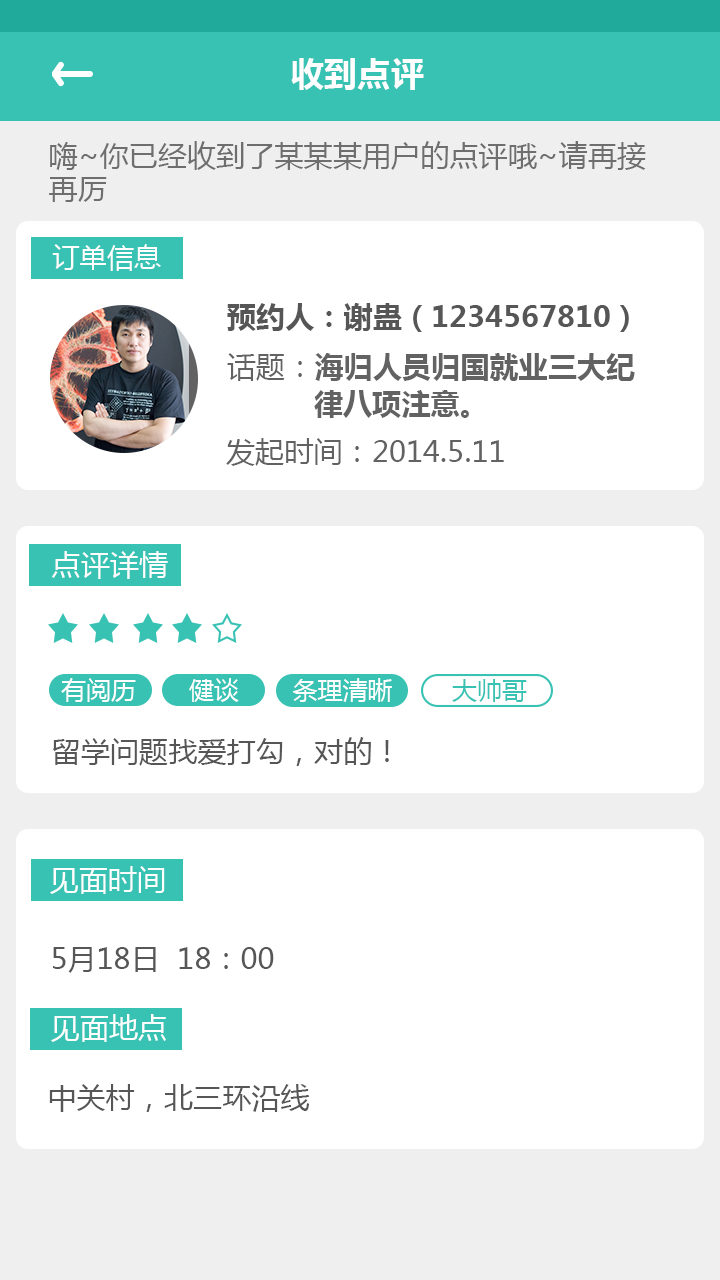 收到点评
嗨~你已经收到了某某某用户的点评哦~请再接
再厉
订单信息
预约人：谢蛊（1234567810）
话题：海归人员归国就业三大纪
律八项注意。
发起时间：2014.5.11
点评详情
有阅历 健谈 条理清晰 大帅哥
留学问题找爱打勾，对的！
见面时间
5月18日 18：00
见面地点
中关村，北三环沿线